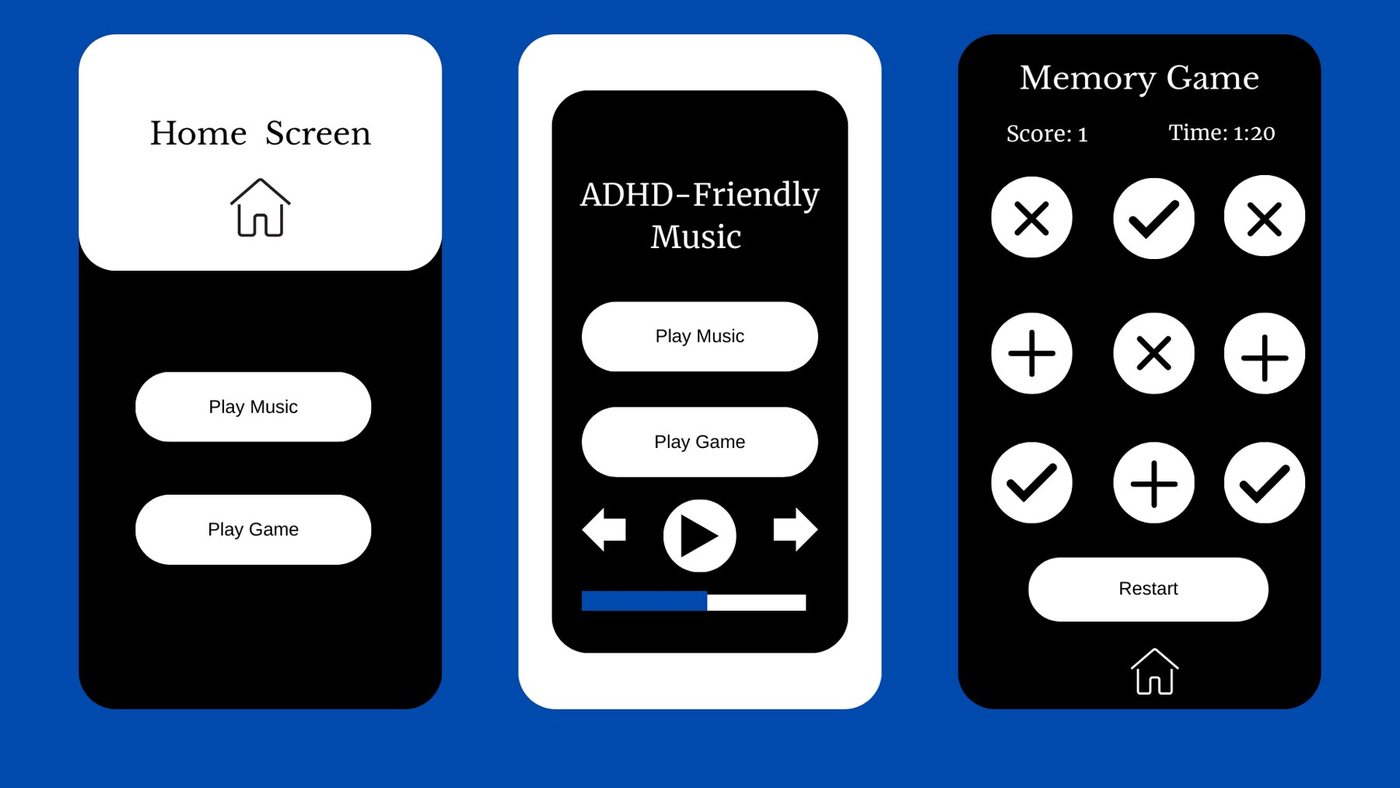 Home Screen
Play Music
Play Game
ADHD-Friendly
Music
Play Music
Play Game
Memory Game
Score: 1
Time: 1:20
Restart